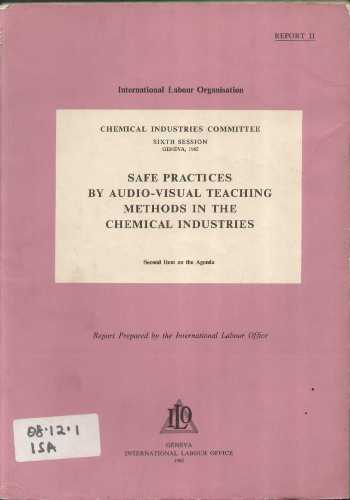 REPORT II
International Labour Organisation
CHEMICAL INDUSTRIES COMMITTEE
SIXTH SESSION
GENEVA, 1962
SAFE PRACTICES
BY AUDIO-VISUAL TEACHING
METHODS IN THE
CHEMICAL INDUSTRIES
Second Item on the Agenda
Report Prepared by the International Labour Office
ILO
08.12.1
ISA
GENEVA
INTERNATIONAL LABOUR OFFICE
1962